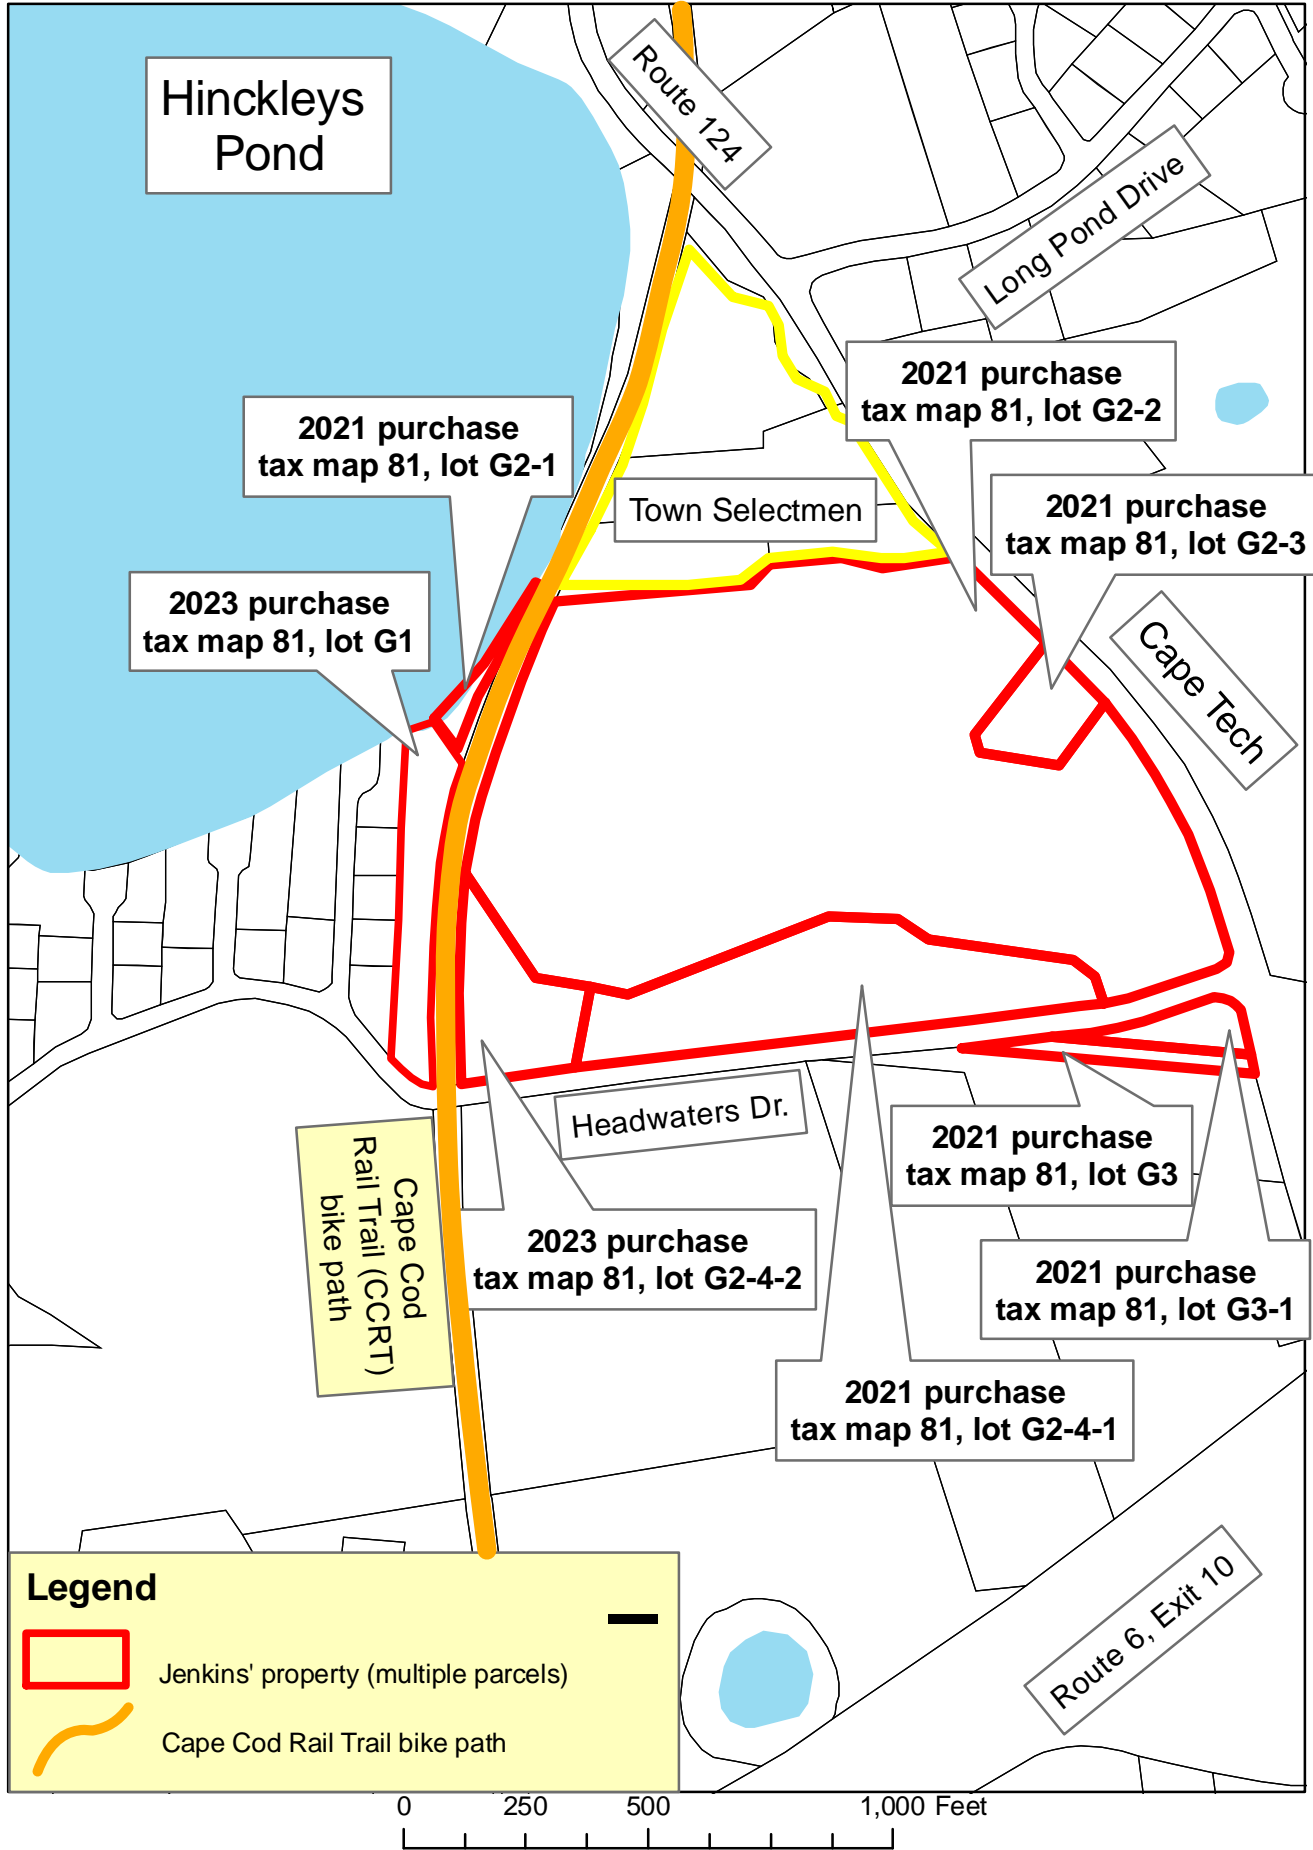 Hinckleys
Pond
Route 124
Long Pond Drive
2021 purchase
tax map 81, lot G2-2
2021 purchase
tax map 81, lot G2-1
Town Selectmen
2021 purchase
tax map 81, lot G2-3
2023 purchase
tax map 81, lot G1
Cape Tech
Headwaters Dr.
2021 purchase
tax map 81, lot G3
Cape Cod
Rail Trail (CCRT)
bike path
2023 purchase
tax map 81, lot G2-4-2
2021 purchase
tax map 81, lot G3-1
2021 purchase
tax map 81, lot G2-4-1
Route 6, Exit 10
Legend
Jenkins' property (multiple parcels)
Cape Cod Rail Trail bike path
0 250 500 1,000 Feet